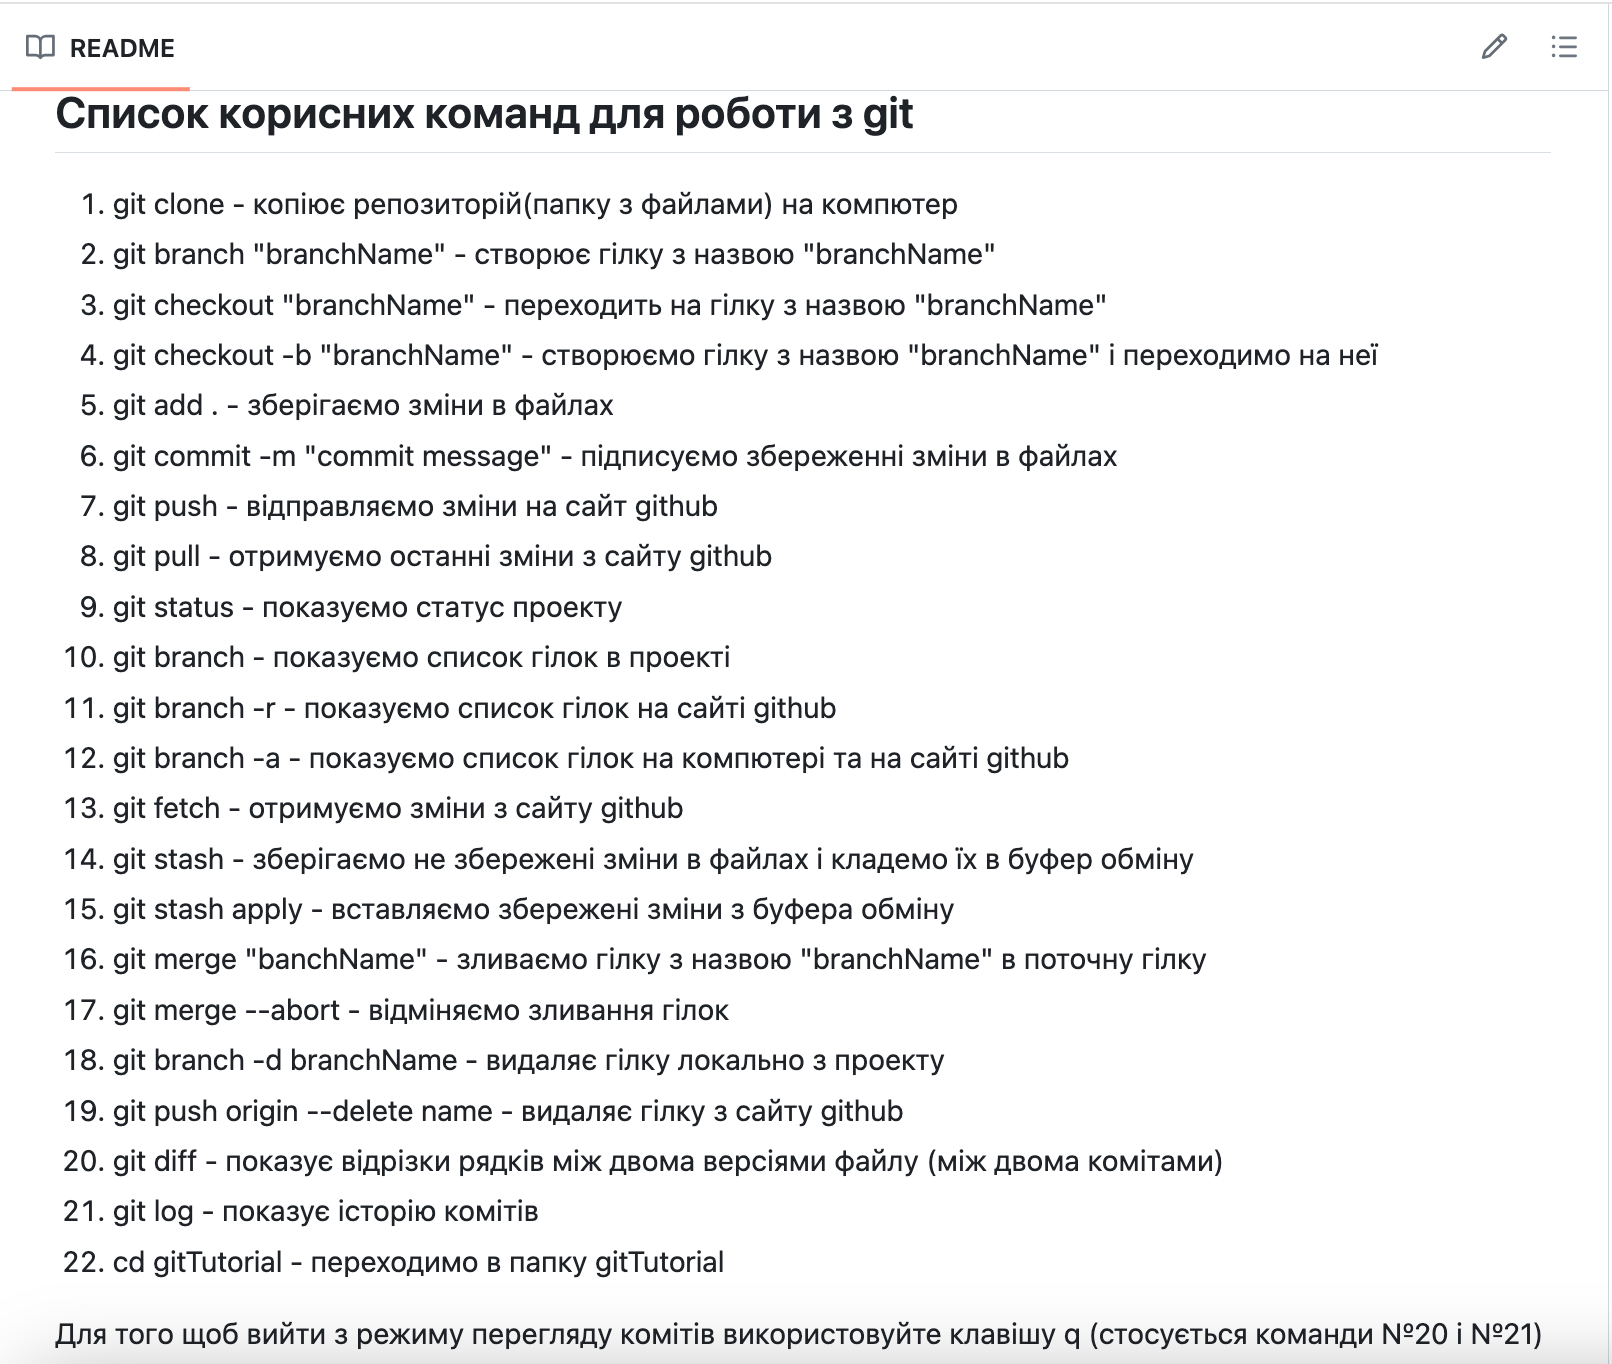 README
Список корисних команд для роботи з git
1. git clone - копіює репозиторій(папку з файлами) на компютер
2. git branch "branchName" - створює гілку з назвою "branchName"
3. git checkout "branchName" - переходить на гілку з назвою "branchName"
4. git checkout -b "branchName" - створюємо гілку з назвою "branchName" і переходимо на неї
5. git add . - зберігаємо зміни в файлах
6. git commit -m "commit message" - підписуємо збереженні зміни в файлах
7. git push - відправляємо зміни на сайт github
8. git pull - отримуємо останні зміни з сайту github
9. git status - показуємо статус проекту
10. git branch - показуємо список гілок в проекті
11. git branch -r - показуємо список гілок на сайті github
12. git branch -a - показуємо список гілок на компютері та на сайті github
13. git fetch - отримуємо зміни з сайту github
14. git stash - зберігаємо не збережені зміни в файлах і кладемо їх в буфер обміну
15. git stash apply - вставляємо збережені зміни з буфера обміну
16. git merge "banchName" - зливаємо гілку з назвою "branchName" в поточну гілку
17. git merge --abort - відміняємо зливання гілок
18. git branch -d branchName - видаляє гілку локально з проекту
19. git push origin --delete name - видаляє гілку з сайту github
20. git diff - показує відрізки рядків між двома версіями файлу (між двома комітами)
21. git log - показує історію комітів
22. cd gitTutorial - переходимо в папку gitTutorial
Для того щоб вийти з режиму перегляду комітів використовуйте клавішу q (стосується команди №20 і №21)